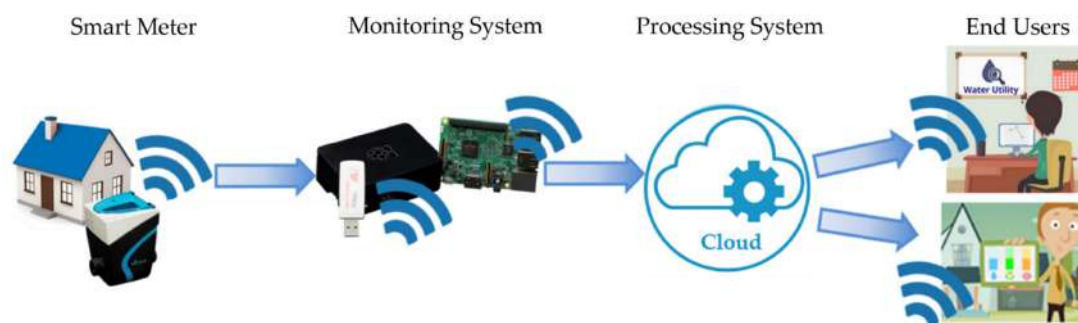 Smart Meter
Monitoring System
Processing System
End Users
Water Utility
Cloud